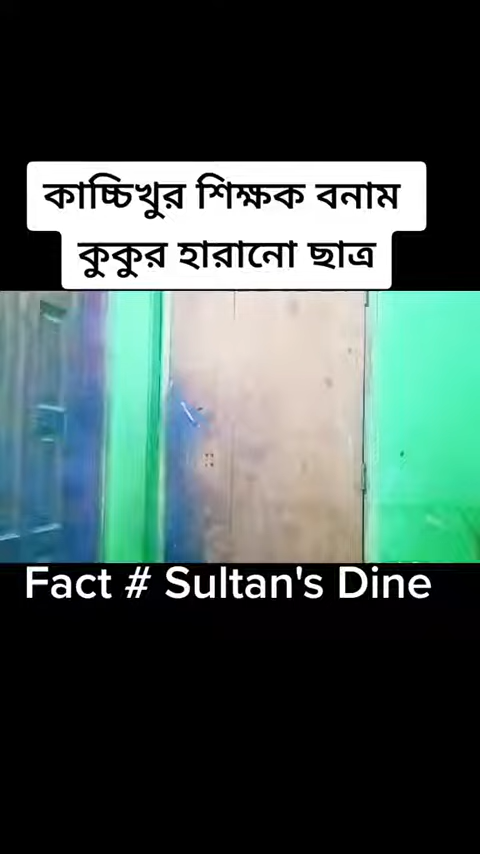 কাচ্চিখুর শিক্ষক বনাম
কুকুর হারানো ছাত্র
Fact # Sultan's Dine